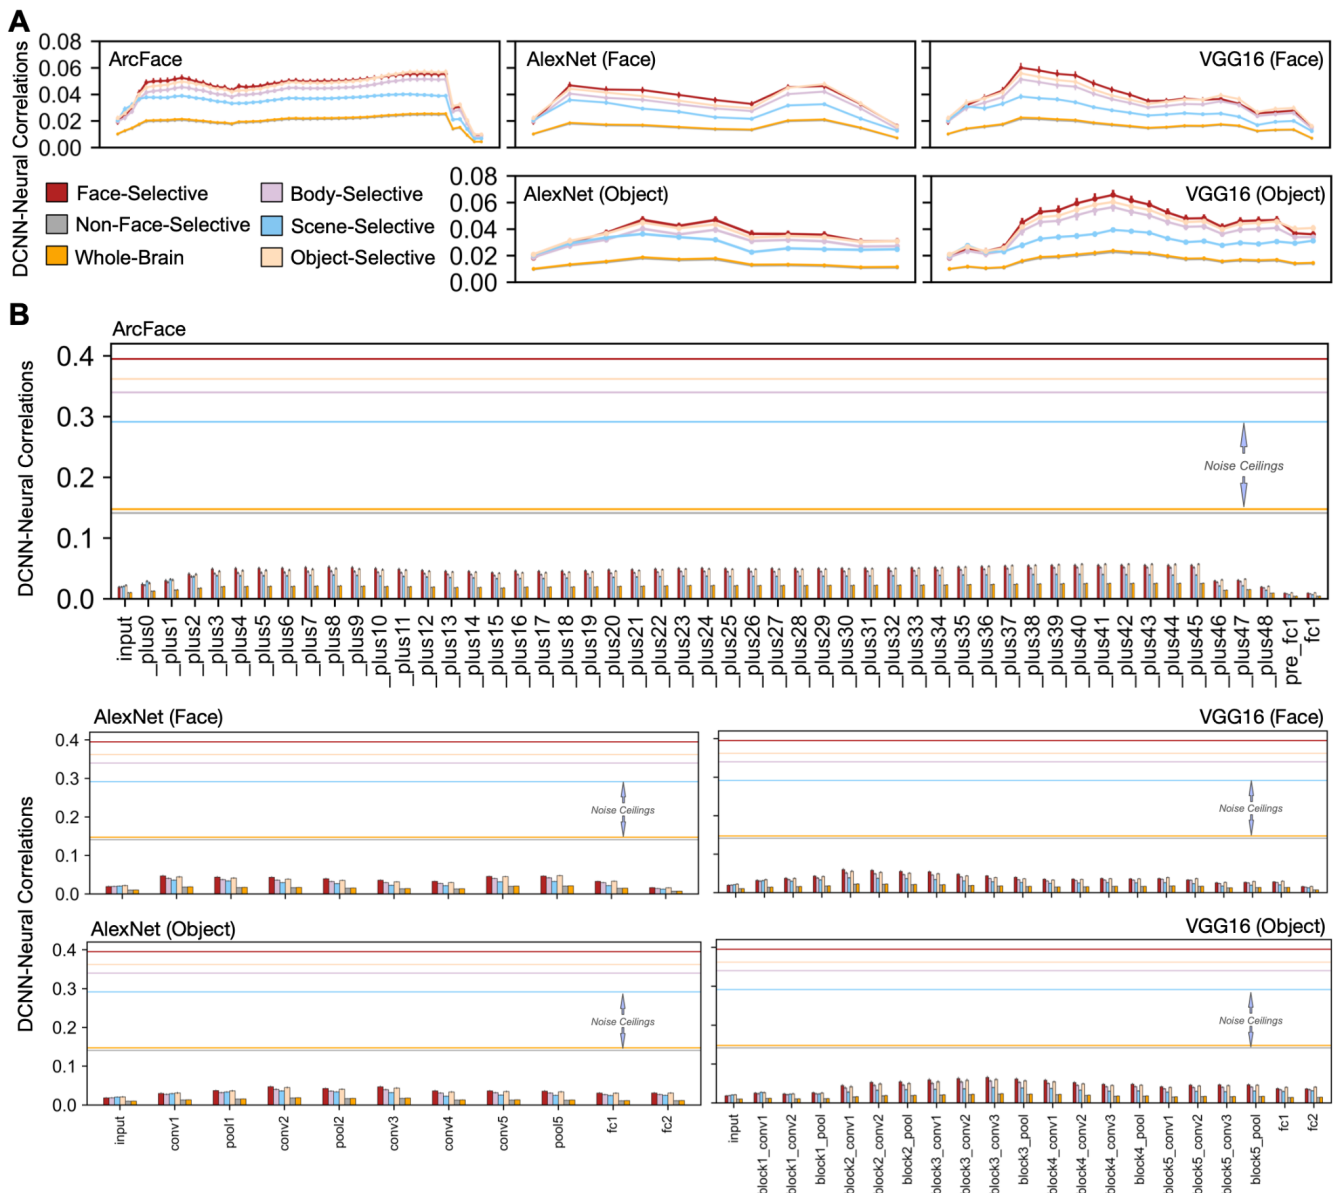 A
DCNN-Neural Correlations
0.08
0.06
0.04
0.02
0.00
ArcFace
AlexNet (Face)
VGG16 (Face)
Face-Selective
Body-Selective
Non-Face-Selective
Scene-Selective
Whole-Brain
Object-Selective
0.08
0.06
0.04
0.02
0.00
AlexNet (Object)
VGG16 (Object)
B
ArcFace
DCNN-Neural Correlations
0.4
0.3
0.2
0.1
0.0
Noise Ceilings
input
_plus0
_plus1
_plus2
_plus3
_plus4
_plus5
_plus6
_plus7
_plus8
_plus9
_plus10
_plus11
_plus12
_plus13
_plus14
_plus15
_plus16
_plus17
_plus18
_plus19
_plus20
_plus21
_plus22
_plus23
_plus24
_plus25
_plus26
_plus27
_plus28
_plus29
_plus30
_plus31
_plus32
_plus33
_plus34
_plus35
_plus36
_plus37
_plus38
_plus39
_plus40
_plus41
_plus42
_plus43
_plus44
_plus45
_plus46
_plus47
_plus48
pre_fc1
fc1
AlexNet (Face)
VGG16 (Face)
DCNN-Neural Correlations
0.4
0.3
0.2
0.1
0.0
Noise Ceilings
Noise Ceilings
AlexNet (Object)
VGG16 (Object)
0.4
0.3
0.2
0.1
0.0
Noise Ceilings
Noise Ceilings
input
conv1
pool1
conv2
pool2
conv3
conv4
conv5
pool5
fc1
fc2
input
block1_conv1
block1_conv2
block1_pool
block2_conv1
block2_conv2
block2_pool
block3_conv1
block3_conv2
block3_conv3
block3_pool
block4_conv1
block4_conv2
block4_conv3
block4_pool
block5_conv1
block5_conv2
block5_conv3
block5_pool
fc1
fc2